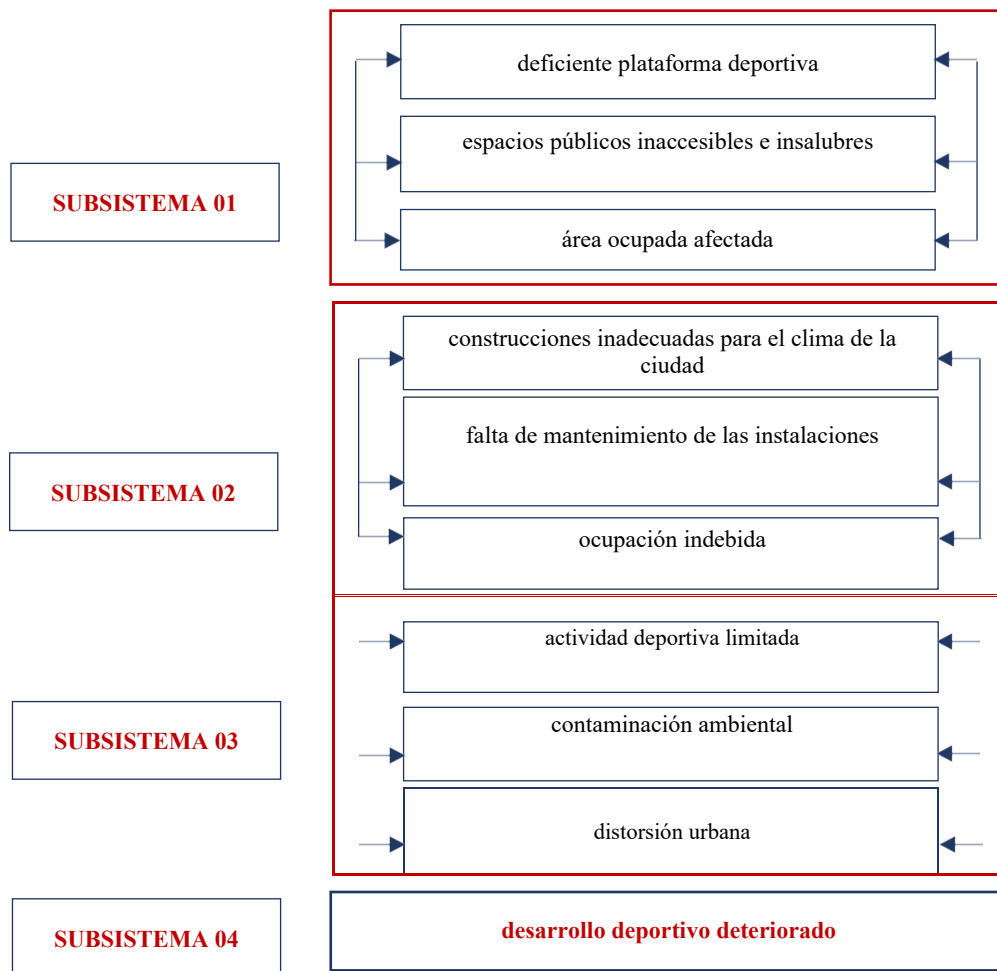 deficiente plataforma deportiva
espacios públicos inaccesibles e insalubres
SUBSISTEMA 01
área ocupada afectada
construcciones inadecuadas para el clima de la
ciudad
falta de mantenimiento de las instalaciones
SUBSISTEMA 02
ocupación indebida
actividad deportiva limitada
contaminación ambiental
SUBSISTEMA 03
distorsión urbana
SUBSISTEMA 04
desarrollo deportivo deteriorado